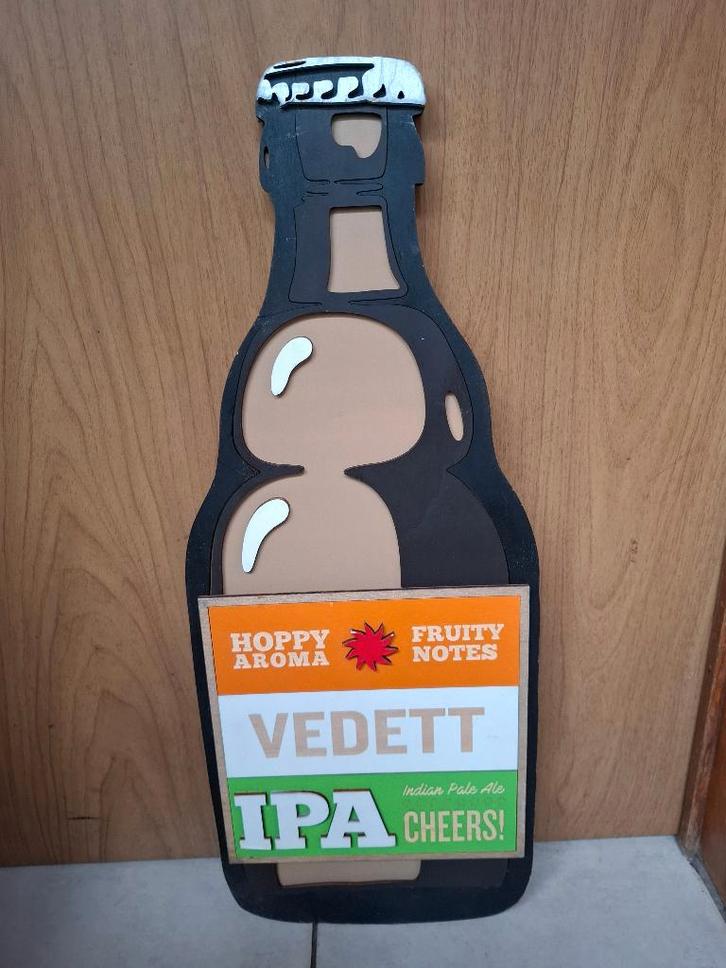 HOPPY AROMA
FRUITY NOTES
VEDETT
IPA
Indian Pale Ale
CHEERS!